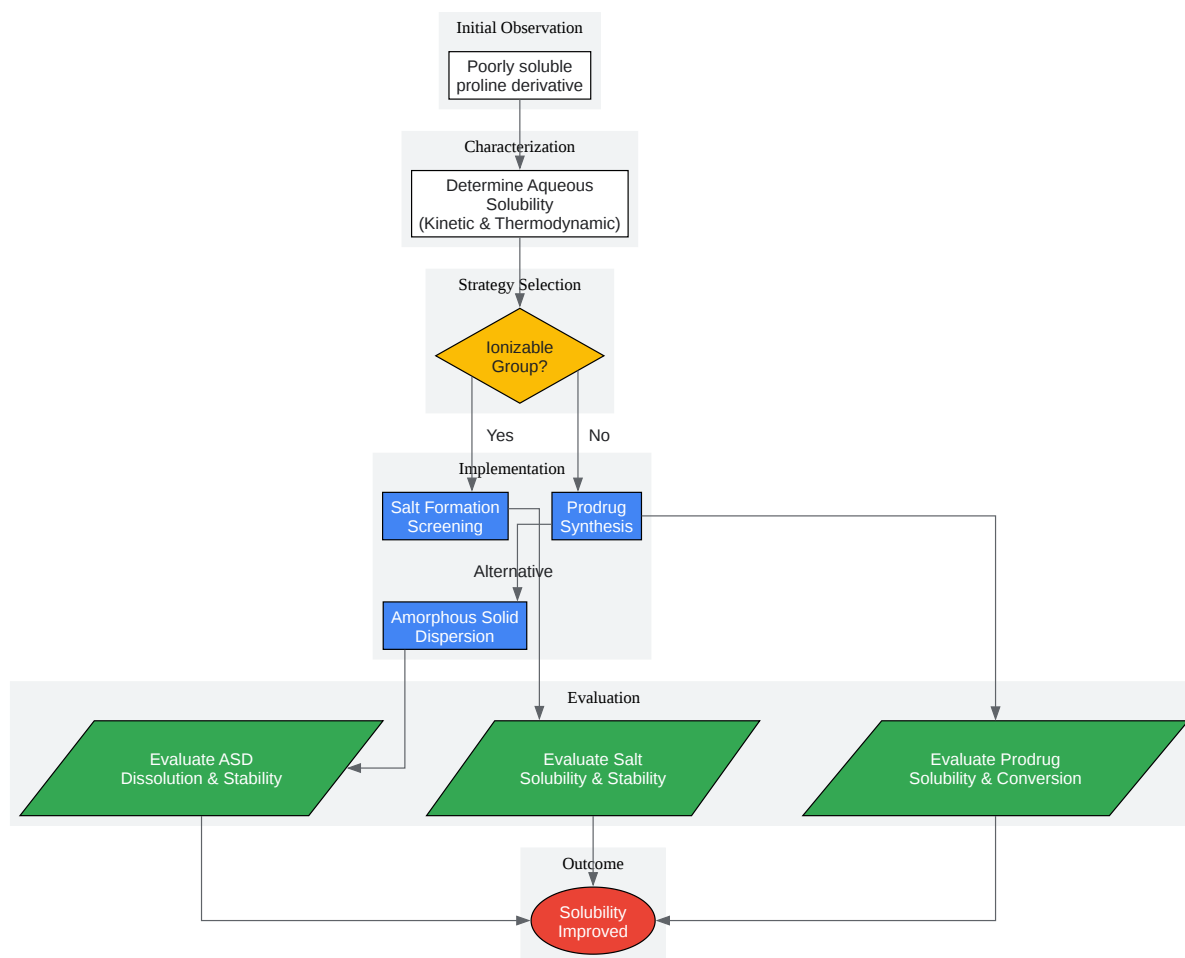 Initial Observation
Poorly soluble
proline derivative
Characterization
Determine Aqueous
Solubility
(Kinetic & Thermodynamic)
Strategy Selection
Ionizable
Group?
Yes
No
Implementation
Salt Formation
Screening
Prodrug
Synthesis
Alternative
Amorphous Solid
Dispersion
Evaluation
Evaluate ASD
Dissolution & Stability
Evaluate Salt
Solubility & Stability
Evaluate Prodrug
Solubility & Conversion
Outcome
Solubility
Improved